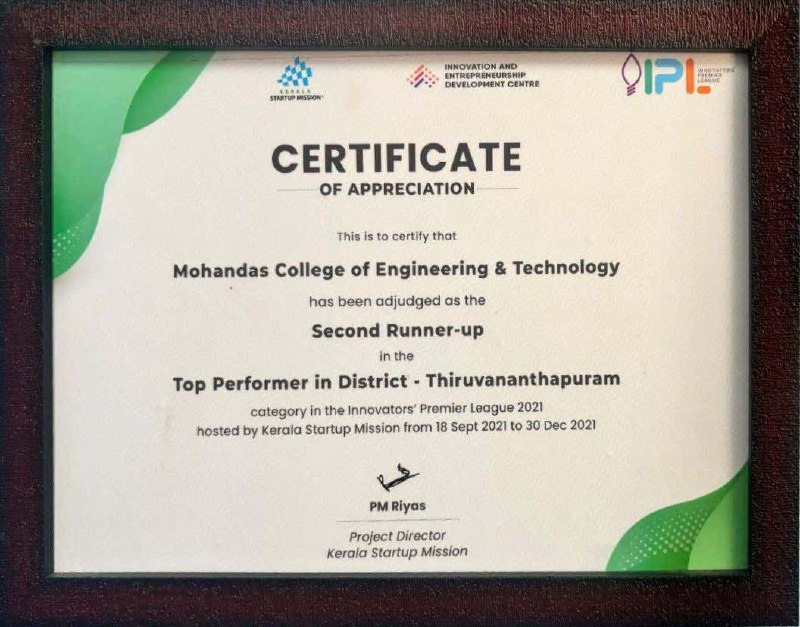 KERALA
STARTUP MISSION
INNOVATION AND
ENTREPRENEURSHIP
DEVELOPMENT CENTRE
IPL
INNOVATORS'
PREMIER
LEAGUE
CERTIFICATE
OF APPRECIATION
This is to certify that
Mohandas College of Engineering & Technology
has been adjudged as the
Second Runner-up
in the
Top Performer in District - Thiruvananthapuram
category in the Innovators' Premier League 2021
hosted by Kerala Startup Mission from 18 Sept 2021 to 30 Dec 2021
PM Riyas
Project Director
Kerala Startup Mission